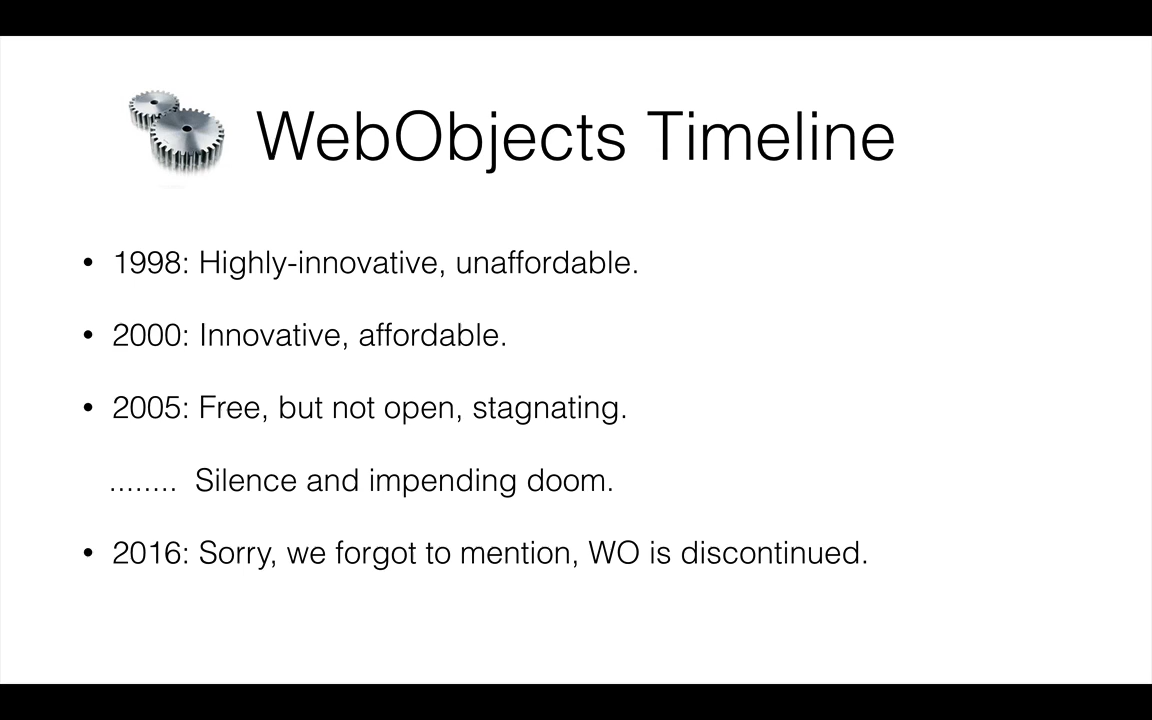 WebObjects Timeline
• 1998: Highly-innovative, unaffordable.
• 2000: Innovative, affordable.
• 2005: Free, but not open, stagnating.
........ Silence and impending doom.
• 2016: Sorry, we forgot to mention, WO is discontinued.